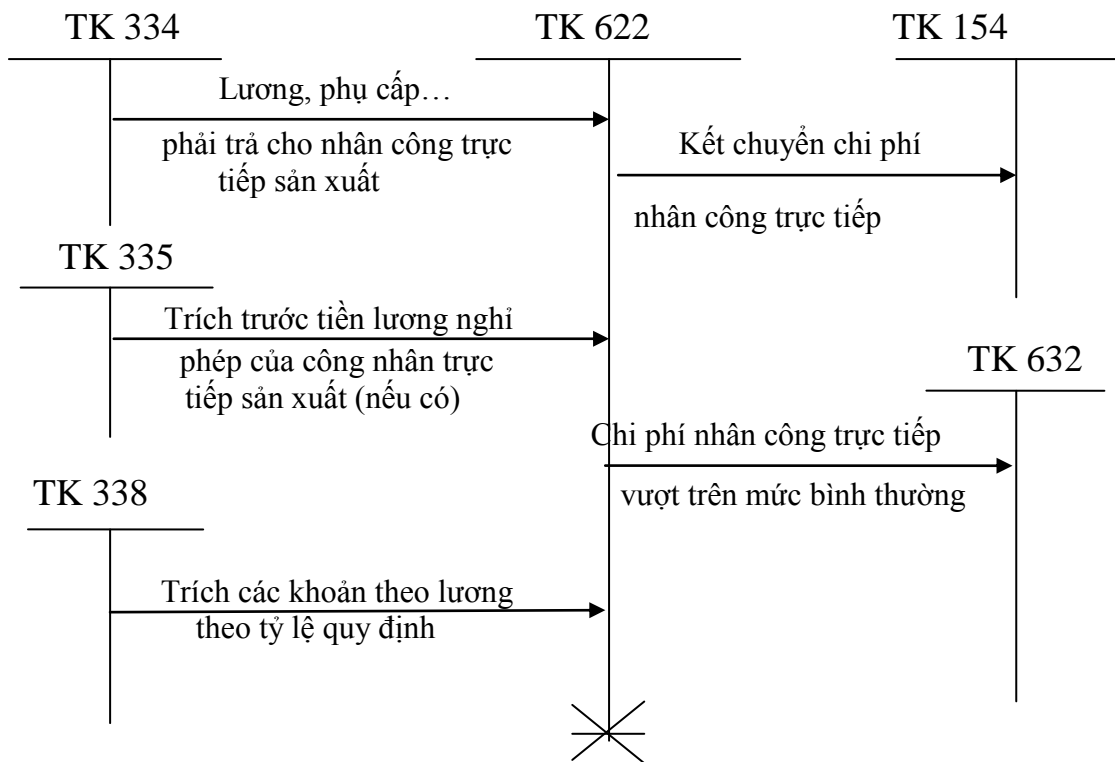 TK 334
TK 622
TK 154
Lương, phụ cấp…
phải trả cho nhân công trực
tiếp sản xuất
Kết chuyển chi phí
nhân công trực tiếp
TK 335
Trích trước tiền lương nghỉ
phép của công nhân trực
tiếp sản xuất (nếu có)
TK 632
Chi phí nhân công trực tiếp
vượt trên mức bình thường
TK 338
Trích các khoản theo lương
theo tỷ lệ quy định